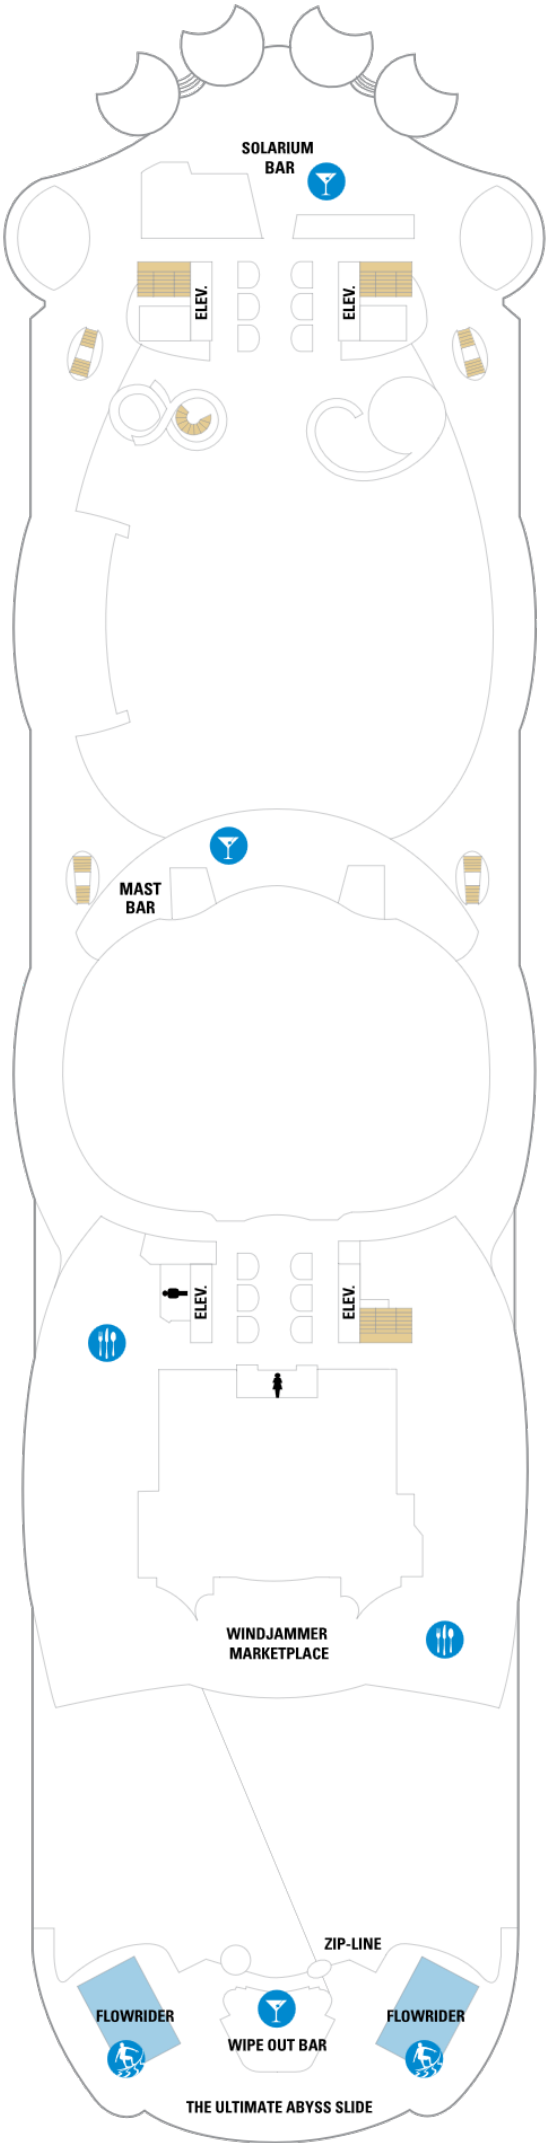 SOLARIUM
BAR
ELEV.
ELEV.
MAST
BAR
ELEV.
ELEV.
WINDJAMMER
MARKETPLACE
ZIP-LINE
FLOWRIDER
FLOWRIDER
WIPE OUT BAR
THE ULTIMATE ABYSS SLIDE